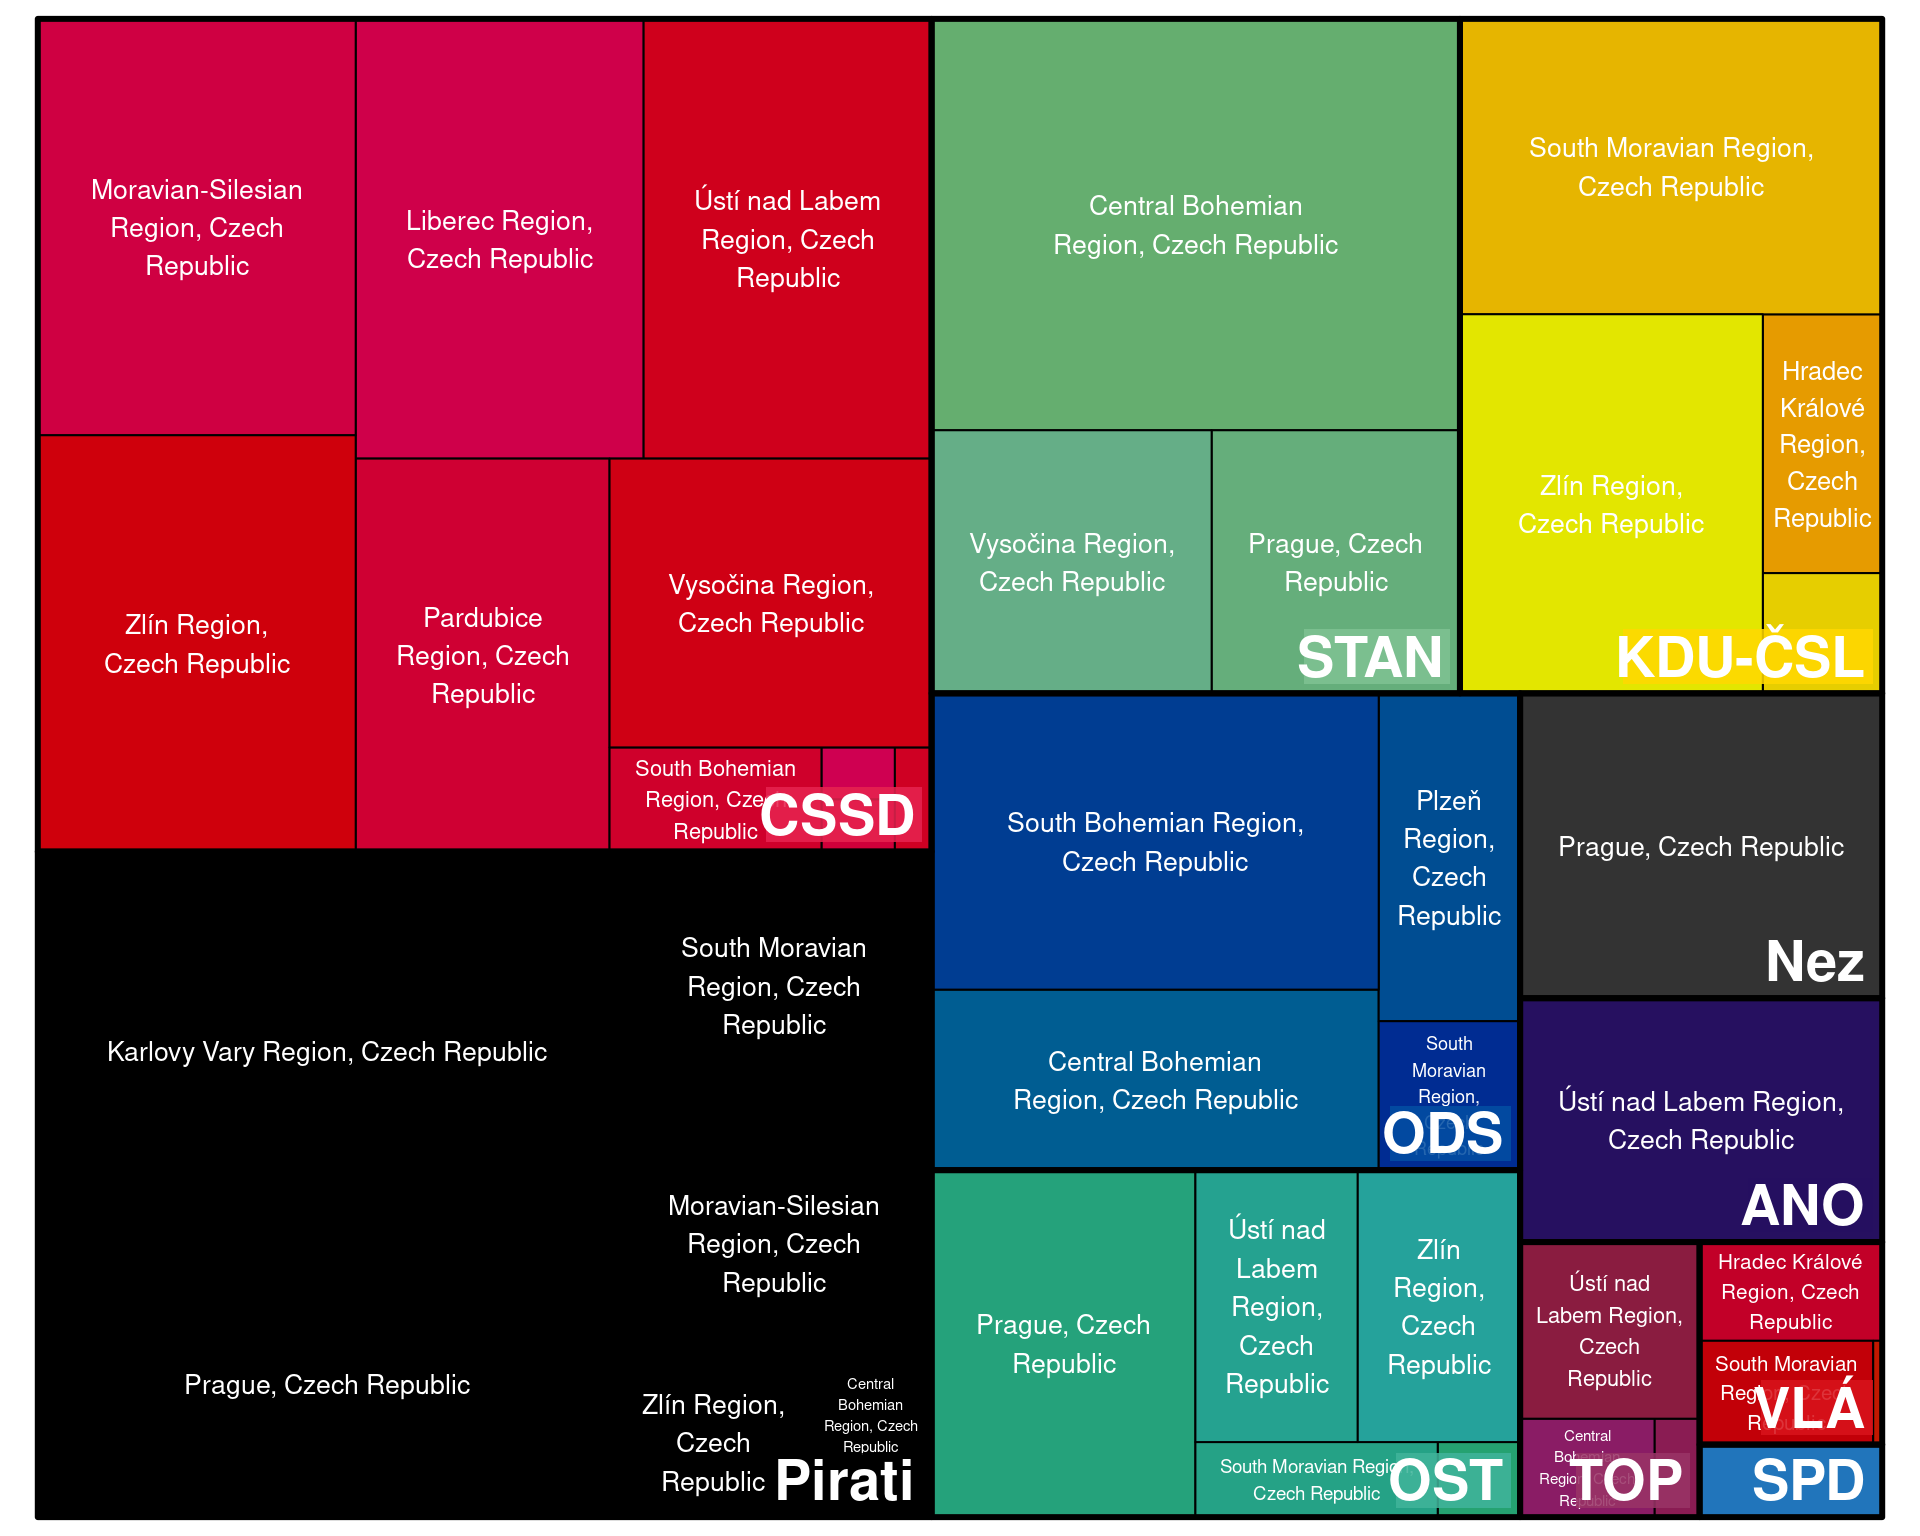 Moravian-Silesian
Region, Czech
Republic
Liberec Region,
Czech Republic
Ústí nad Labem
Region, Czech
Republic
Zlín Region,
Czech Republic
Pardubice
Region, Czech
Republic
Vysočina Region,
Czech Republic
South Bohemian
Region, Czech
Republic
CSSD
Central Bohemian
Region, Czech Republic
Vysočina Region,
Czech Republic
Prague, Czech
Republic
STAN
South Moravian Region,
Czech Republic
Zlín Region,
Czech Republic
Hradec
Králové
Region,
Czech
Republic
KDU-ČSL
Karlovy Vary Region, Czech Republic
South Moravian
Region, Czech
Republic
Prague, Czech Republic
Moravian-Silesian
Region, Czech
Republic
Zlín Region,
Czech
Republic
Central
Bohemian
Region, Czech
Republic
Pirati
South Bohemian Region,
Czech Republic
Plzeň
Region,
Czech
Republic
Central Bohemian
Region, Czech Republic
South
Moravian
Region,
Czech
Republic
ODS
Prague, Czech Republic
Nez
Ústí nad Labem Region,
Czech Republic
ANO
Prague, Czech
Republic
Ústí nad
Labem
Region,
Czech
Republic
Zlín
Region,
Czech
Republic
South Moravian Region,
Czech Republic
OST
Ústí nad
Labem Region,
Czech
Republic
Central
Bohemian
Region, Czech
Republic
TOP
Hradec Králové
Region, Czech
Republic
South Moravian
Region, Czech
Republic
VLÁ
SPD